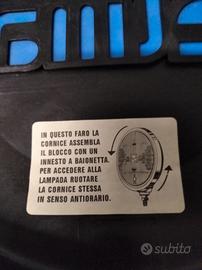 IN QUESTO FARO LA
CORNICE ASSEMBLA
IL BLOCCO CON UN
INNESTO A BAIONETTA.
PER ACCEDERE ALLA
LAMPADA RUOTARE
LA CORNICE STESSA
IN SENSO ANTIORARIO.
subito